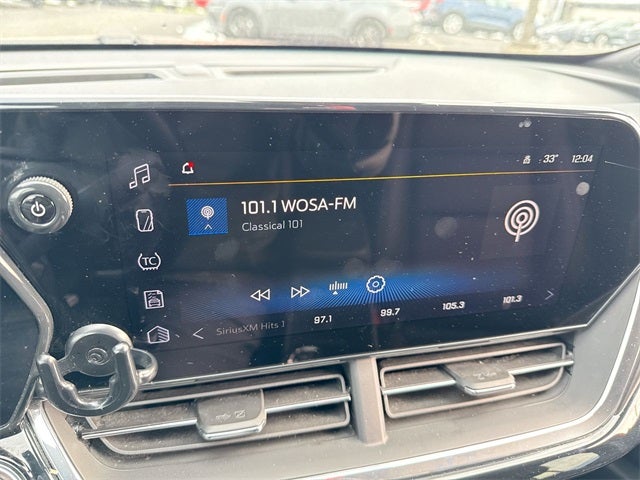 33° 12:04
101.1 WOSA-FM
Classical 101
TC
SiriusXM Hits 1 97.1 99.7 105.3 101.3